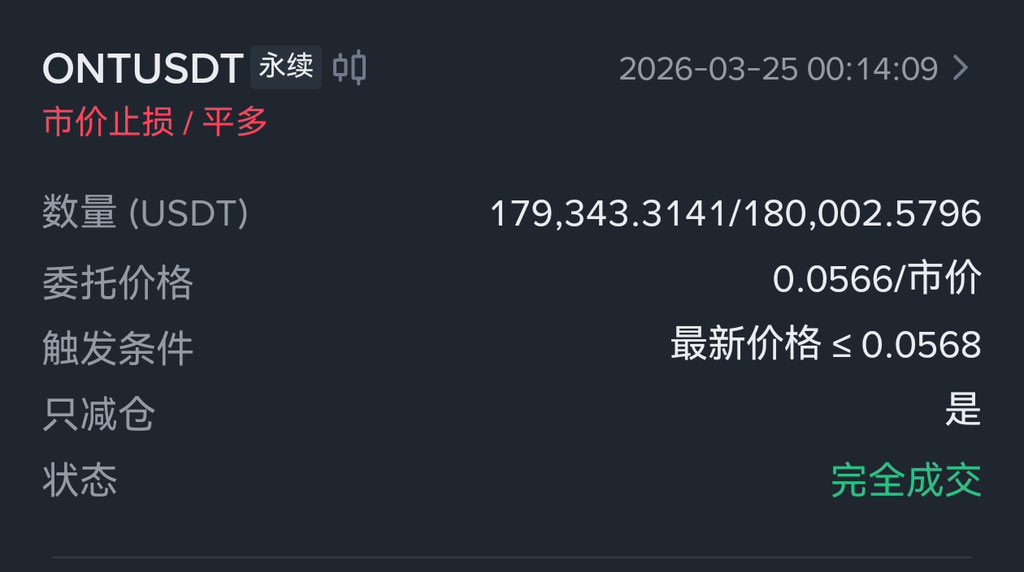 ONTUSDT 永续 2026-03-25 00:14:09
市价止损 / 平多
数量 (USDT) 179,343.3141/180,002.5796
委托价格 0.0566/市价
触发条件 最新价格 ≤ 0.0568
只减仓 是
状态 完全成交